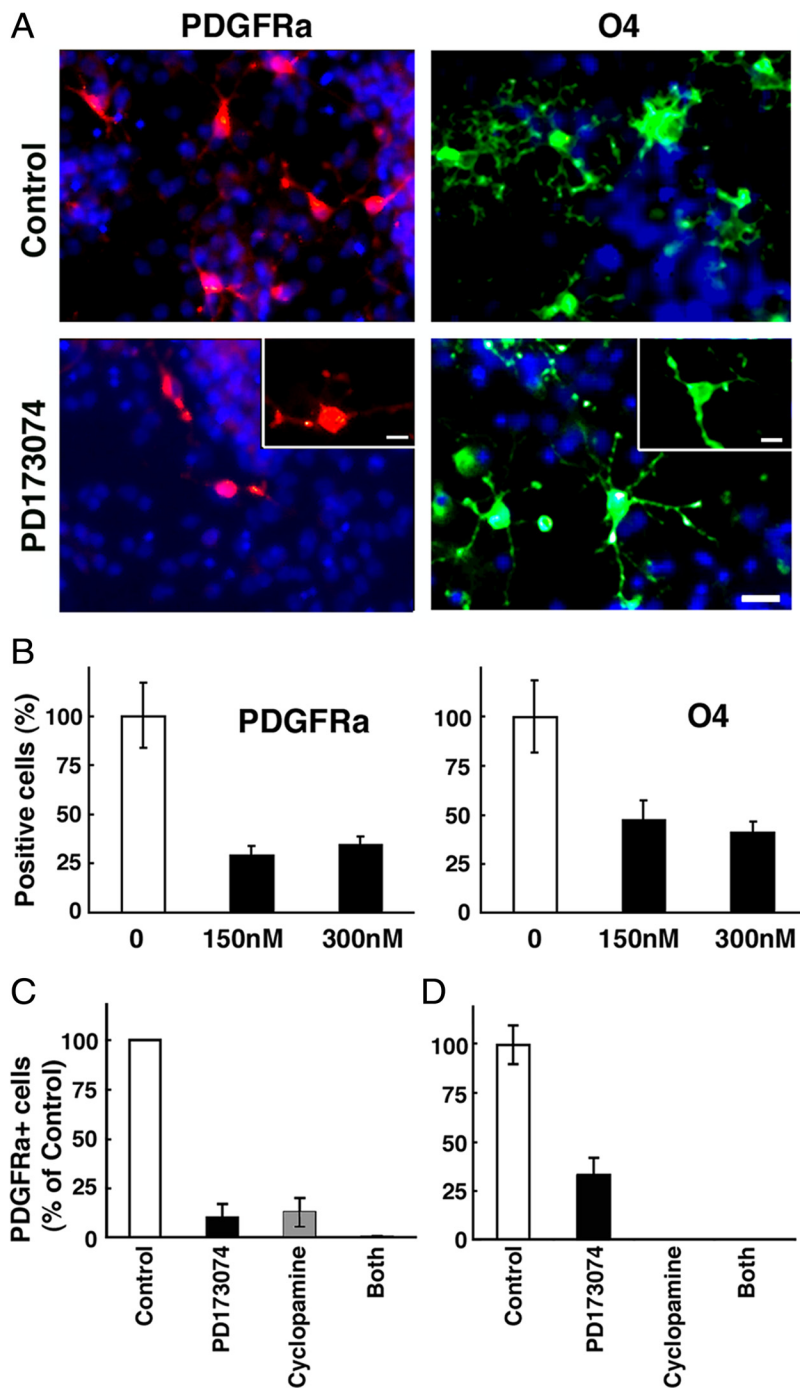 A
PDGFRa
O4
Control
PD173074
B
Positive cells (%)
100
75
50
25
0
PDGFRa
0
150nM
300nM
100
75
50
25
0
O4
0
150nM
300nM
C
PDGFRa+ cells
(% of Control)
100
75
50
25
0
Control
PD173074
Cyclopamine
Both
D
100
75
50
25
0
Control
PD173074
Cyclopamine
Both